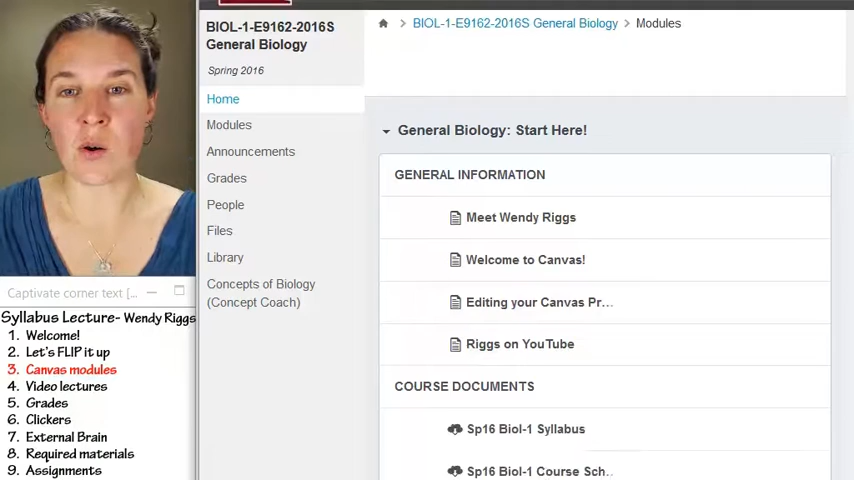 BIOL-1-E9162-2016S
General Biology
Spring 2016
Home
Modules
Announcements
Grades
People
Files
Library
Concepts of Biology
(Concept Coach)
BIOL-1-E9162-2016S General Biology > Modules
General Biology: Start Here!
GENERAL INFORMATION
Meet Wendy Riggs
Welcome to Canvas!
Editing your Canvas Pr...
Riggs on YouTube
COURSE DOCUMENTS
Sp16 Biol-1 Syllabus
Sp16 Biol-1 Course Sch...
Captivate corner text [...
Syllabus Lecture- Wendy Riggs
1. Welcome!
2. Let's FLIP it up
3. Canvas modules
4. Video lectures
5. Grades
6. Clickers
7. External Brain
8. Required materials
9. Assignments